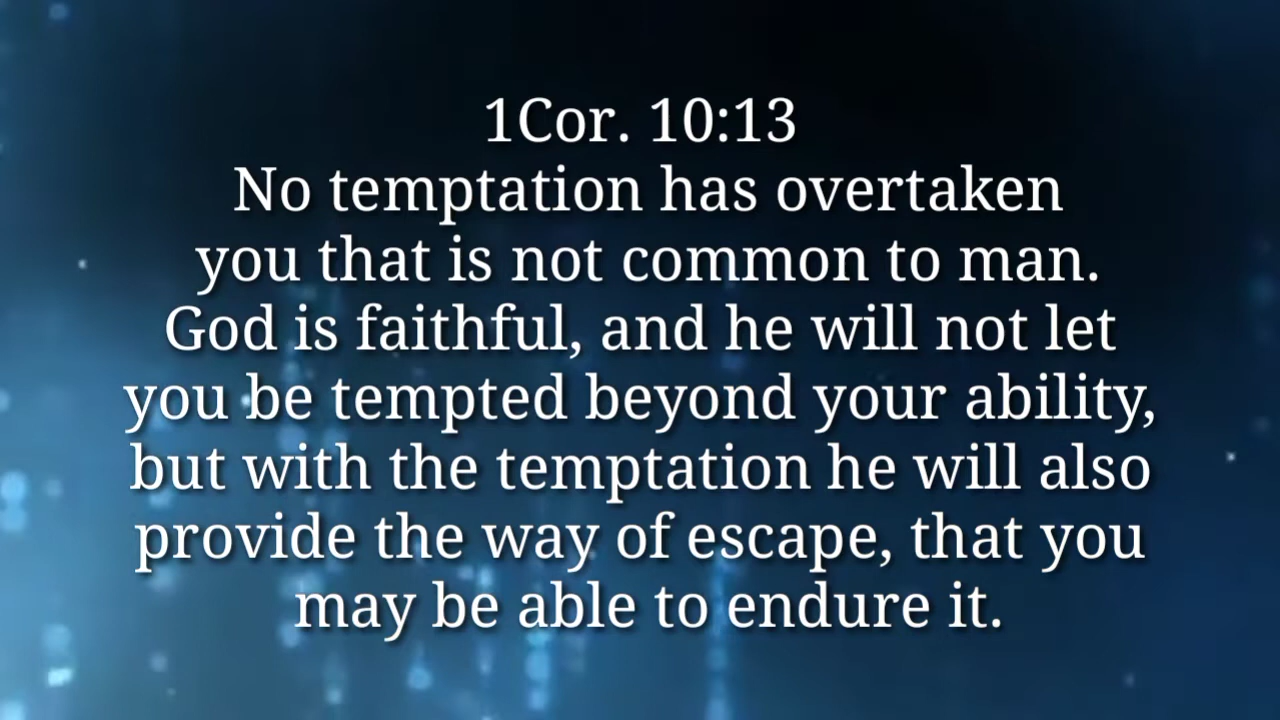 1Cor. 10:13
No temptation has overtaken
you that is not common to man.
God is faithful, and he will not let
you be tempted beyond your ability,
but with the temptation he will also
provide the way of escape, that you
may be able to endure it.